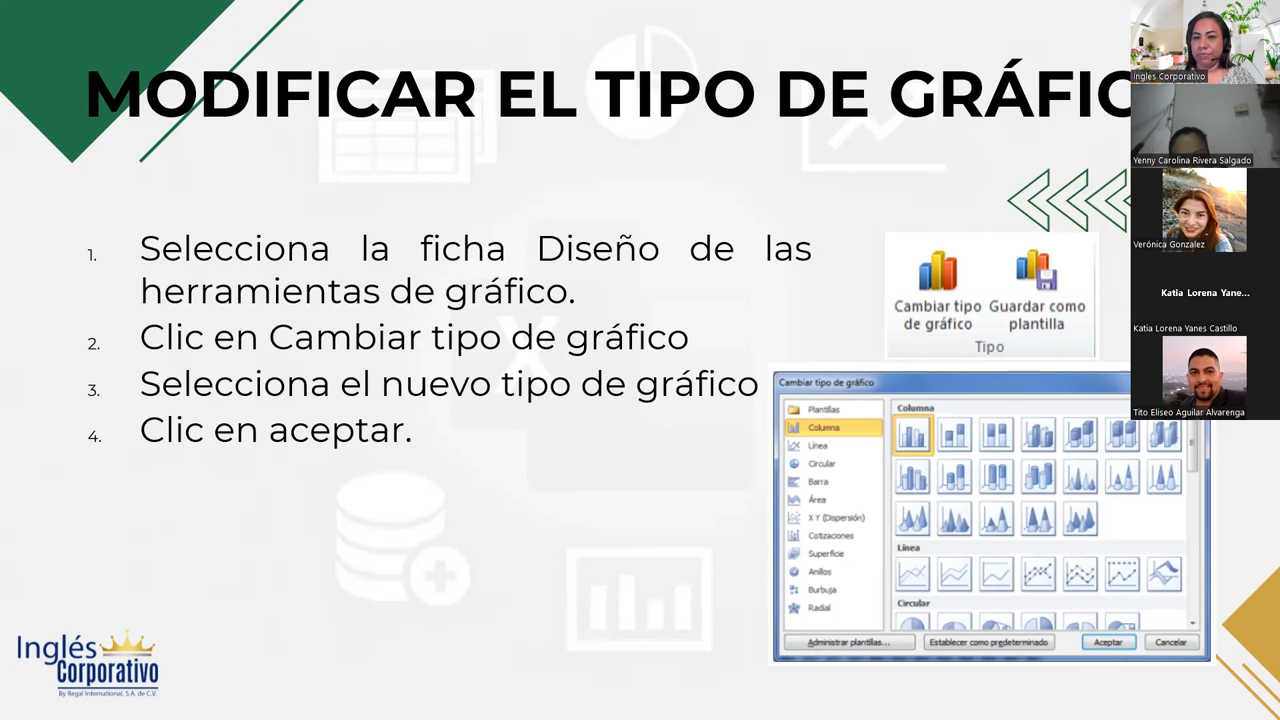 MODIFICAR EL TIPO DE GRÁFIC
1. Selecciona la ficha Diseño de las
herramientas de gráfico.
2. Clic en Cambiar tipo de gráfico
3. Selecciona el nuevo tipo de gráfico
4. Clic en aceptar.
Cambiar tipo
de gráfico
Guardar como
plantilla
Tipo
Cambiar tipo de gráfico
Plantillas
Columna
Línea
Circular
Barra
Área
X Y (Dispersión)
Cotizaciones
Superficie
Anillos
Burbuja
Radial
Columna
Línea
Circular
Administrar plantillas...
Establecer como predeterminado
Aceptar
Cancelar
Ingles Corporativo
Yenny Carolina Rivera Salgado
Verónica Gonzalez
Katia Lorena Yane...
Katia Lorena Yanes Castillo
Tito Eliseo Aguilar Alvarenga
Inglés
Corporativo
By Regal International, S.A. de C.V.